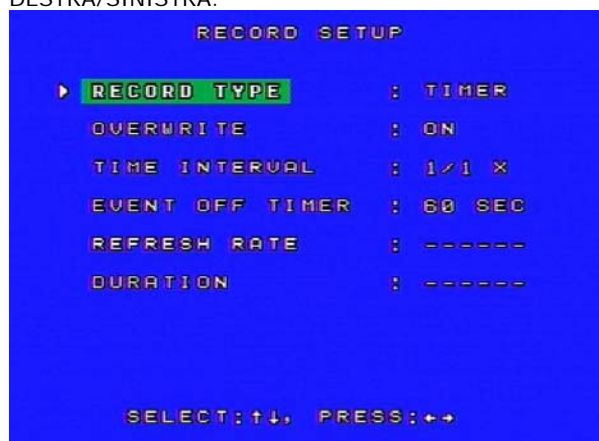 DESTRA/SINISTRA.
RECORD SETUP
RECORD TYPE : TIMER
OVERWRITE : ON
TIME INTERVAL : 1/1 X
EVENT OFF TIMER : 60 SEC
REFRESH RATE : ------
DURATION : ------
SELECT:↑↓, PRESS:←→